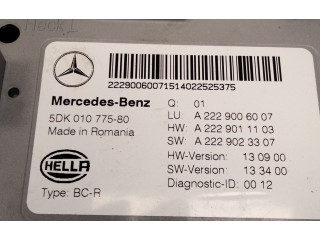 Huck 1
22290060071514022525375
Mercedes-Benz
Q: 01
5DK 010 775-80
LU: A 222 900 60 07
Made in Romania
HW: A 222 901 11 03
SW: A 222 902 33 07
HELLA
HW-Version: 13 09 00
SW-Version: 13 34 00
Type: BC-R
Diagnostic-ID: 00 12